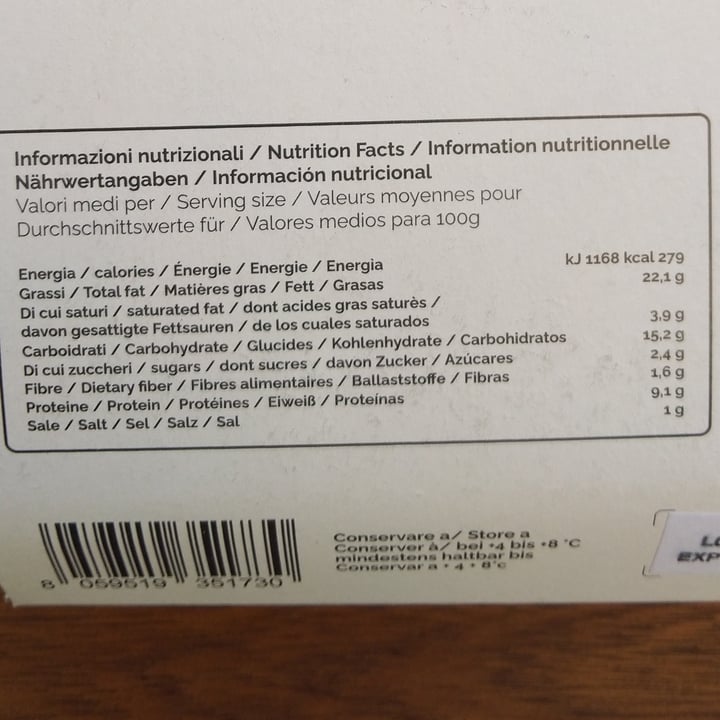 Informazioni nutrizionali / Nutrition Facts / Information nutritionnelle
Nährwertangaben / Información nutricional
Valori medi per / Serving size / Valeurs moyennes pour
Durchschnittswerte für / Valores medios para 100g
Energia / calories / Énergie / Energie / Energia kJ 1168 kcal 279
Grassi / Total fat / Matières gras / Fett / Grasas 22,1 g
Di cui saturi / saturated fat / dont acides gras saturès /
davon gesattigte Fettsauren / de los cuales saturados 3,9 g
Carboidrati / Carbohydrate / Glucides / Kohlenhydrate / Carbohidratos 15,2 g
Di cui zuccheri / sugars / dont sucres / davon Zucker / Azúcares 2,4 g
Fibre / Dietary fiber / Fibres alimentaires / Ballaststoffe / Fibras 1,6 g
Proteine / Protein / Protéines / Eiweiß / Proteínas 9,1 g
Sale / Salt / Sel / Salz / Sal 1 g
Conservare a/ Store a
Conserver à/ bei +4 bis +8 °C
mindestens haltbar bis
Conservar a + 4 + 8°c
8 059519 351730
EXP